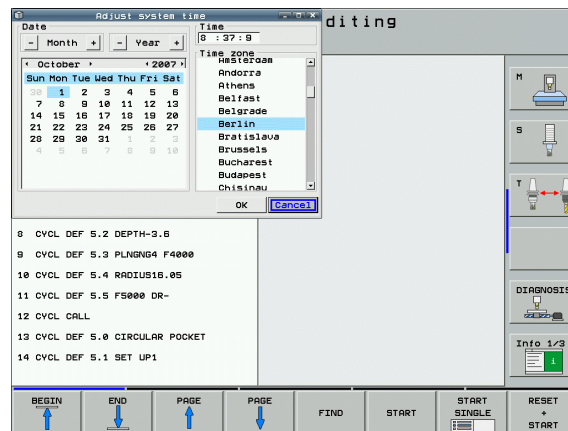 Adjust system time
diting
Date
Time
- Month + - Year +
8 :37:9
Time zone
October 2007
Sun Mon Tue Wed Thu Fri Sat
30 1 2 3 4 5 6
7 8 9 10 11 12 13
14 15 16 17 18 19 20
21 22 23 24 25 26 27
28 29 30 31 1 2 3
4 5 6 7 8 9 10
Amsterdam
Andorra
Athens
Belfast
Belgrade
Berlin
Bratislava
Brussels
Bucharest
Budapest
Chisinau
OK Cancel
8 CYCL DEF 5.2 DEPTH-3.6
9 CYCL DEF 5.3 PLNGNG4 F4000
10 CYCL DEF 5.4 RADIUS16.05
11 CYCL DEF 5.5 F5000 DR-
12 CYCL CALL
13 CYCL DEF 5.0 CIRCULAR POCKET
14 CYCL DEF 5.1 SET UP1
M
S
T
DIAGNOSIS
Info 1/3
i
BEGIN
END
PAGE
PAGE
FIND
START
START
SINGLE
RESET
+
START